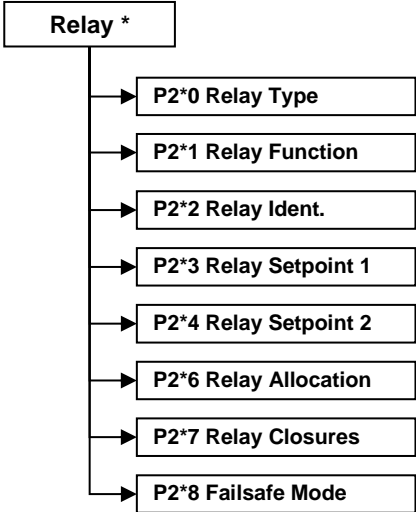 Relay *
P2*0 Relay Type
P2*1 Relay Function
P2*2 Relay Ident.
P2*3 Relay Setpoint 1
P2*4 Relay Setpoint 2
P2*6 Relay Allocation
P2*7 Relay Closures
P2*8 Failsafe Mode